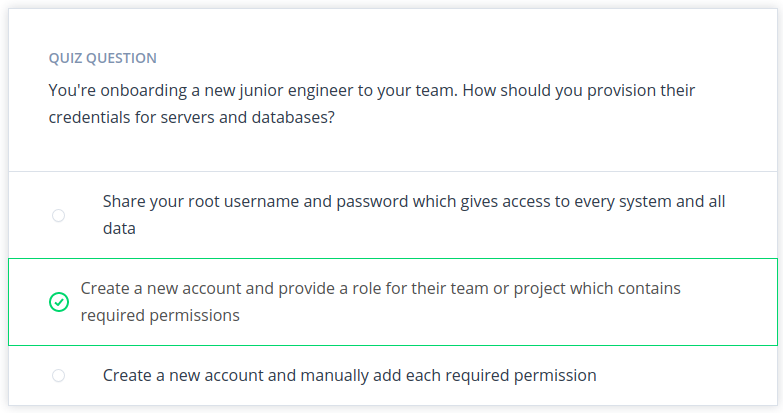 QUIZ QUESTION
You're onboarding a new junior engineer to your team. How should you provision their
credentials for servers and databases?
Share your root username and password which gives access to every system and all
data
Create a new account and provide a role for their team or project which contains
required permissions
Create a new account and manually add each required permission